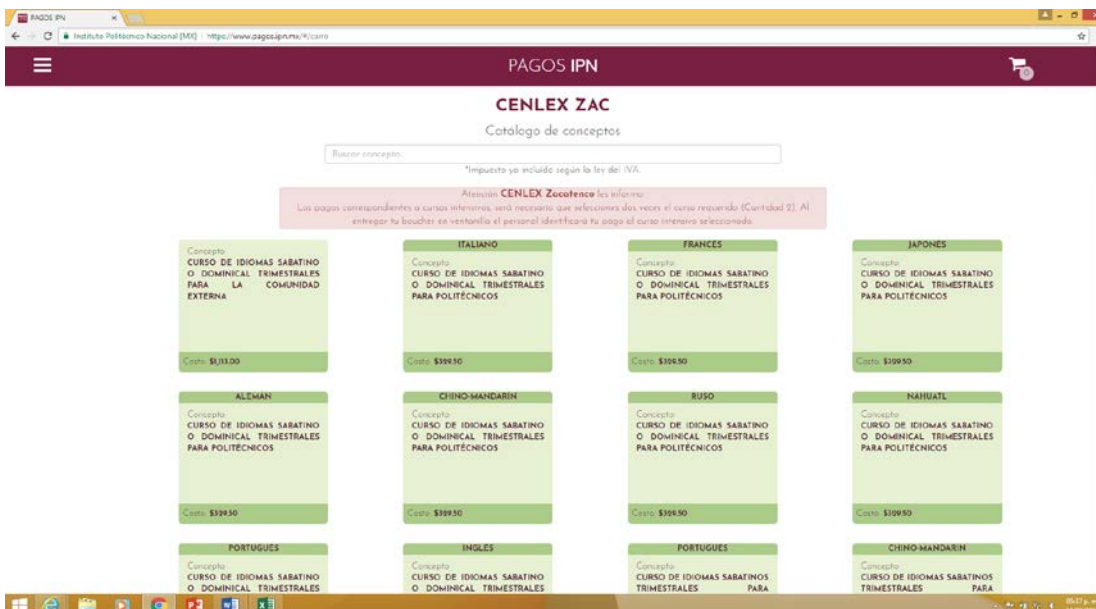 PAGOS IPN
Instituto Politecnico Nacional [MX] https://www.pagos.ipn.mx/#/carro
PAGOS IPN
0
CENLEX ZAC
Catálogo de conceptos
Buscar concepto.
*Impuesto ya incluido según la ley del IVA.
Atención CENLEX Zacatenco les informa:
Los pagos correspondientes a cursos intensivos, será necesario que selecciones dos veces el curso requerido (Cantidad 2). Al
entregar tu boucher en ventanilla el personal identificara tu pago al curso intensivo seleccionado.
Concepto
CURSO DE IDIOMAS SABATINO
O DOMINICAL TRIMESTRALES
PARA LA COMUNIDAD
EXTERNA
Costo: $1,113.00
ITALIANO
Concepto
CURSO DE IDIOMAS SABATINO
O DOMINICAL TRIMESTRALES
PARA POLITÉCNICOS
Costo: $329.50
FRANCES
Concepto
CURSO DE IDIOMAS SABATINO
O DOMINICAL TRIMESTRALES
PARA POLITÉCNICOS
Costo: $329.50
JAPONES
Concepto
CURSO DE IDIOMAS SABATINO
O DOMINICAL TRIMESTRALES
PARA POLITÉCNICOS
Costo: $329.50
ALEMAN
Concepto
CURSO DE IDIOMAS SABATINO
O DOMINICAL TRIMESTRALES
PARA POLITÉCNICOS
Costo: $329.50
CHINO-MANDARIN
Concepto
CURSO DE IDIOMAS SABATINO
O DOMINICAL TRIMESTRALES
PARA POLITÉCNICOS
Costo: $329.50
RUSO
Concepto
CURSO DE IDIOMAS SABATINO
O DOMINICAL TRIMESTRALES
PARA POLITÉCNICOS
Costo: $329.50
NAHUATL
Concepto
CURSO DE IDIOMAS SABATINO
O DOMINICAL TRIMESTRALES
PARA POLITÉCNICOS
Costo: $329.50
PORTUGUES
Concepto
CURSO DE IDIOMAS SABATINO
O DOMINICAL TRIMESTRALES
INGLES
Concepto
CURSO DE IDIOMAS SABATINO
O DOMINICAL TRIMESTRALES
PORTUGUES
Concepto
CURSO DE IDIOMAS SABATINOS
TRIMESTRALES PARA
CHINO-MANDARIN
Concepto
CURSO DE IDIOMAS SABATINOS
TRIMESTRALES PARA